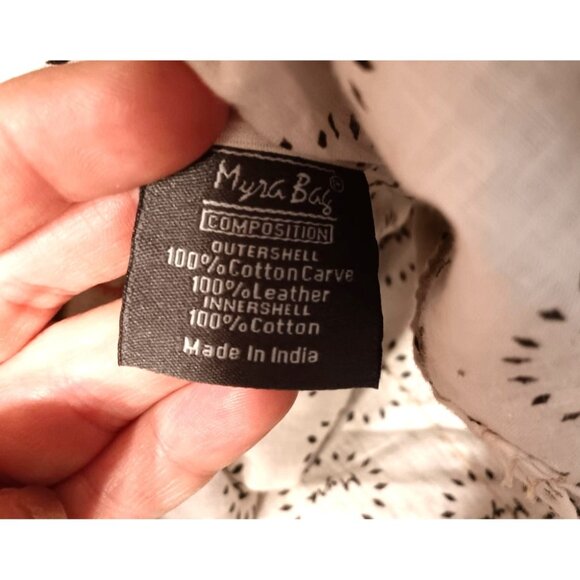 Myra Bag©
COMPOSITION
OUTERSHELL
100%Cotton Carve
100%Leather
INNERSHELL
100%Cotton
Made In India